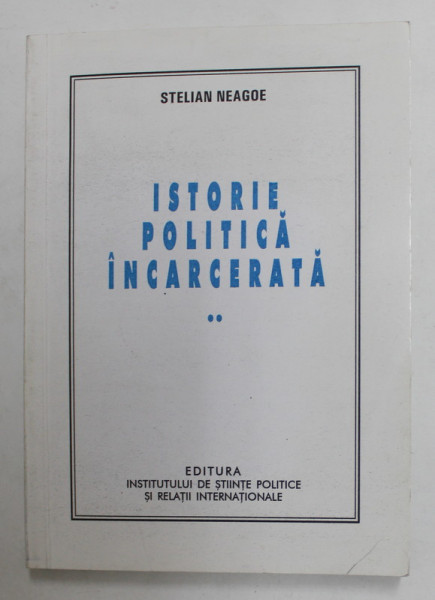 STELIAN NEAGOE
ISTORIE
POLITICĂ
ÎNCARCERATĂ
••
EDITURA
INSTITUTULUI DE ȘTIINȚE POLITICE
ȘI RELAȚII INTERNAȚIONALE